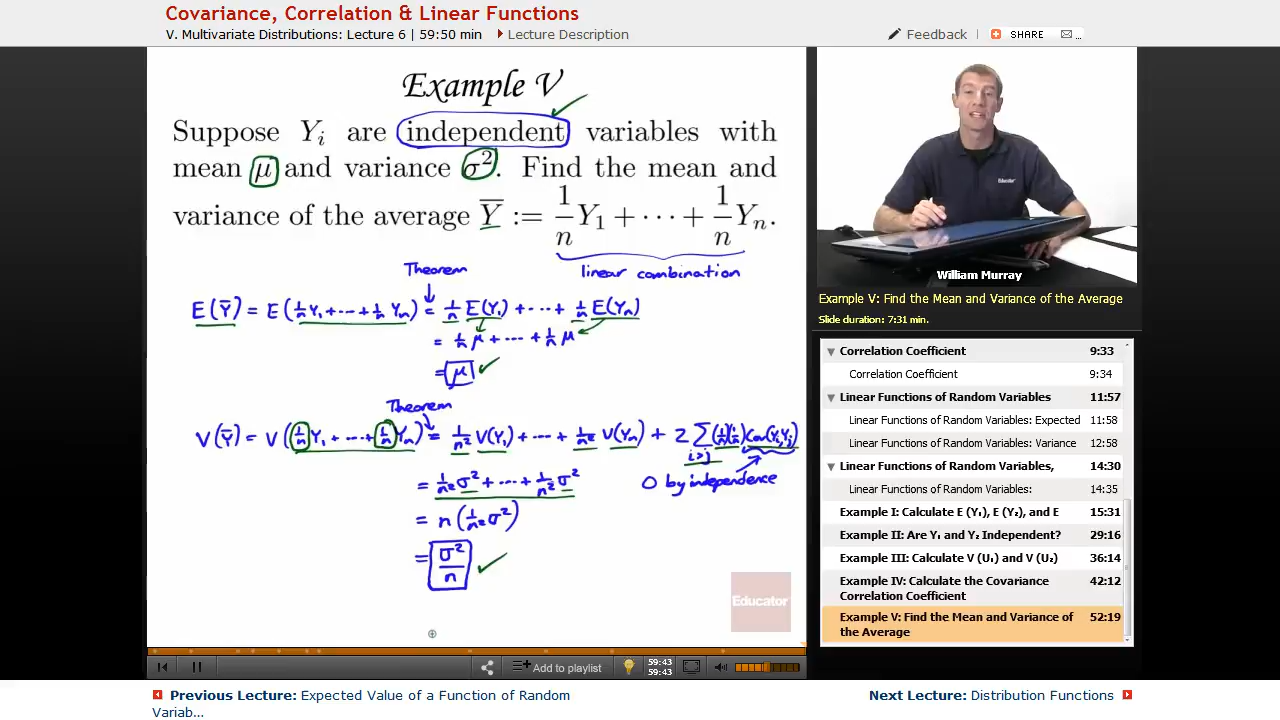 Covariance, Correlation & Linear Functions
V. Multivariate Distributions: Lecture 6 | 59:50 min
Lecture Description
Feedback
SHARE
Example V
Suppose Yᵢ are independent variables with
mean μ and variance σ². Find the mean and
variance of the average Y̅ := 1/n Y₁ + ⋯ + 1/n Yₙ.
Theorem
linear combination
E(Y̅) = E(1/n Y₁ + ⋯ + 1/n Yₙ) = 1/n E(Y₁) + ⋯ + 1/n E(Yₙ)
= 1/n μ + ⋯ + 1/n μ
= μ ✓
Theorem
V(Y̅) = V(1/n Y₁ + ⋯ + 1/n Yₙ) = 1/n² V(Y₁) + ⋯ + 1/n² V(Yₙ) + 2 ∑ i>j (1/n)(1/n) Cov(Yᵢ,Yⱼ)
= 1/n² σ² + ⋯ + 1/n² σ²
0 by independence
= n(1/n² σ²)
= σ²/n ✓
Educator
Educator
William Murray
Example V: Find the Mean and Variance of the Average
Slide duration: 7:31 min.
Correlation Coefficient 9:33
Correlation Coefficient 9:34
Linear Functions of Random Variables 11:57
Linear Functions of Random Variables: Expected 11:58
Linear Functions of Random Variables: Variance 12:58
Linear Functions of Random Variables, 14:30
Linear Functions of Random Variables: 14:35
Example I: Calculate E (Y₁), E (Y₂), and E 15:31
Example II: Are Y₁ and Y₂ Independent? 29:16
Example III: Calculate V (U₁) and V (U₂) 36:14
Example IV: Calculate the Covariance 42:12
Correlation Coefficient
Example V: Find the Mean and Variance of 52:19
the Average
Add to playlist
59:43
59:43
Previous Lecture: Expected Value of a Function of Random
Variab...
Next Lecture: Distribution Functions